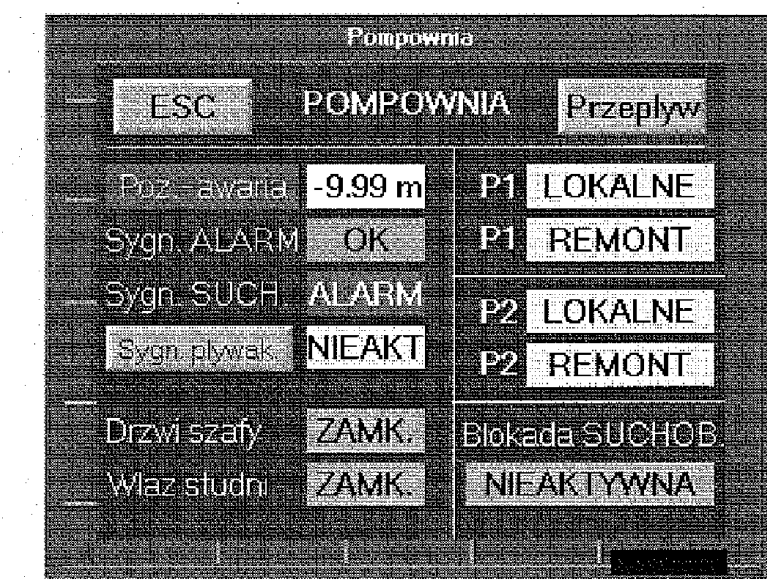 Pompownia
ESC POMPOWNIA Przeplyw
Poz.-awaria -9.99 m
Sygn. ALARM OK
Sygn. SUCH. ALARM
Sygn. plywak. NIEAKT
Drzwi szafy ZAMK.
Wlaz studni ZAMK.
P1 LOKALNE
P1 REMONT
P2 LOKALNE
P2 REMONT
Blokada SUCHOB.
NIEAKTYWNA